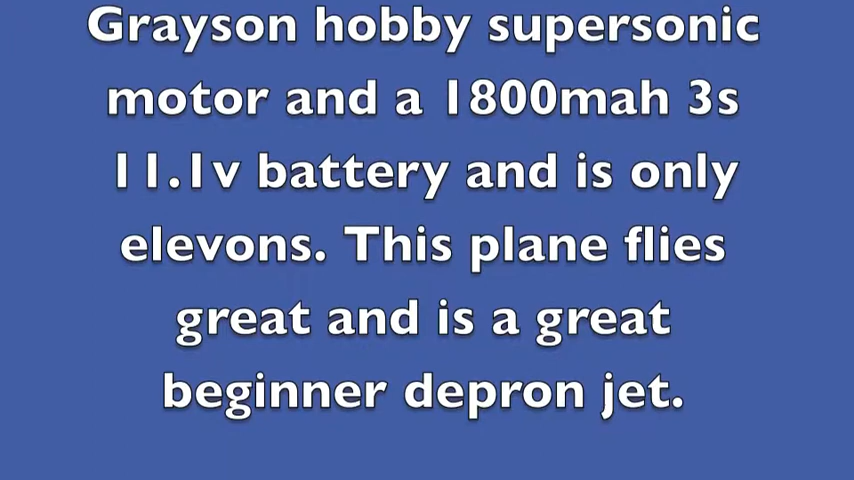 Grayson hobby supersonic
motor and a 1800mah 3s
11.1v battery and is only
elevons. This plane flies
great and is a great
beginner depron jet.